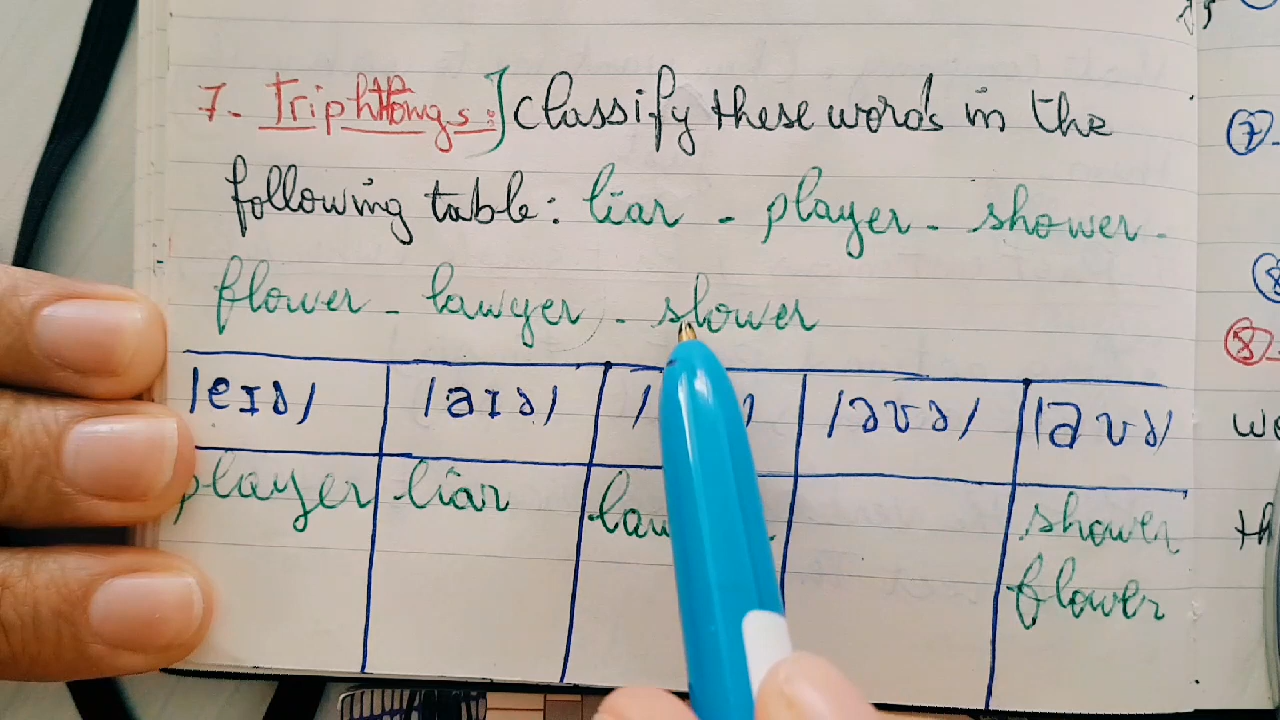 7. Triphthongs:] classify these words in the
following table: liar - player - shower -
flower - lawyer - slower
/eɪə/ /aɪə/ /əʊə/ /aʊə/
player liar shower
flower